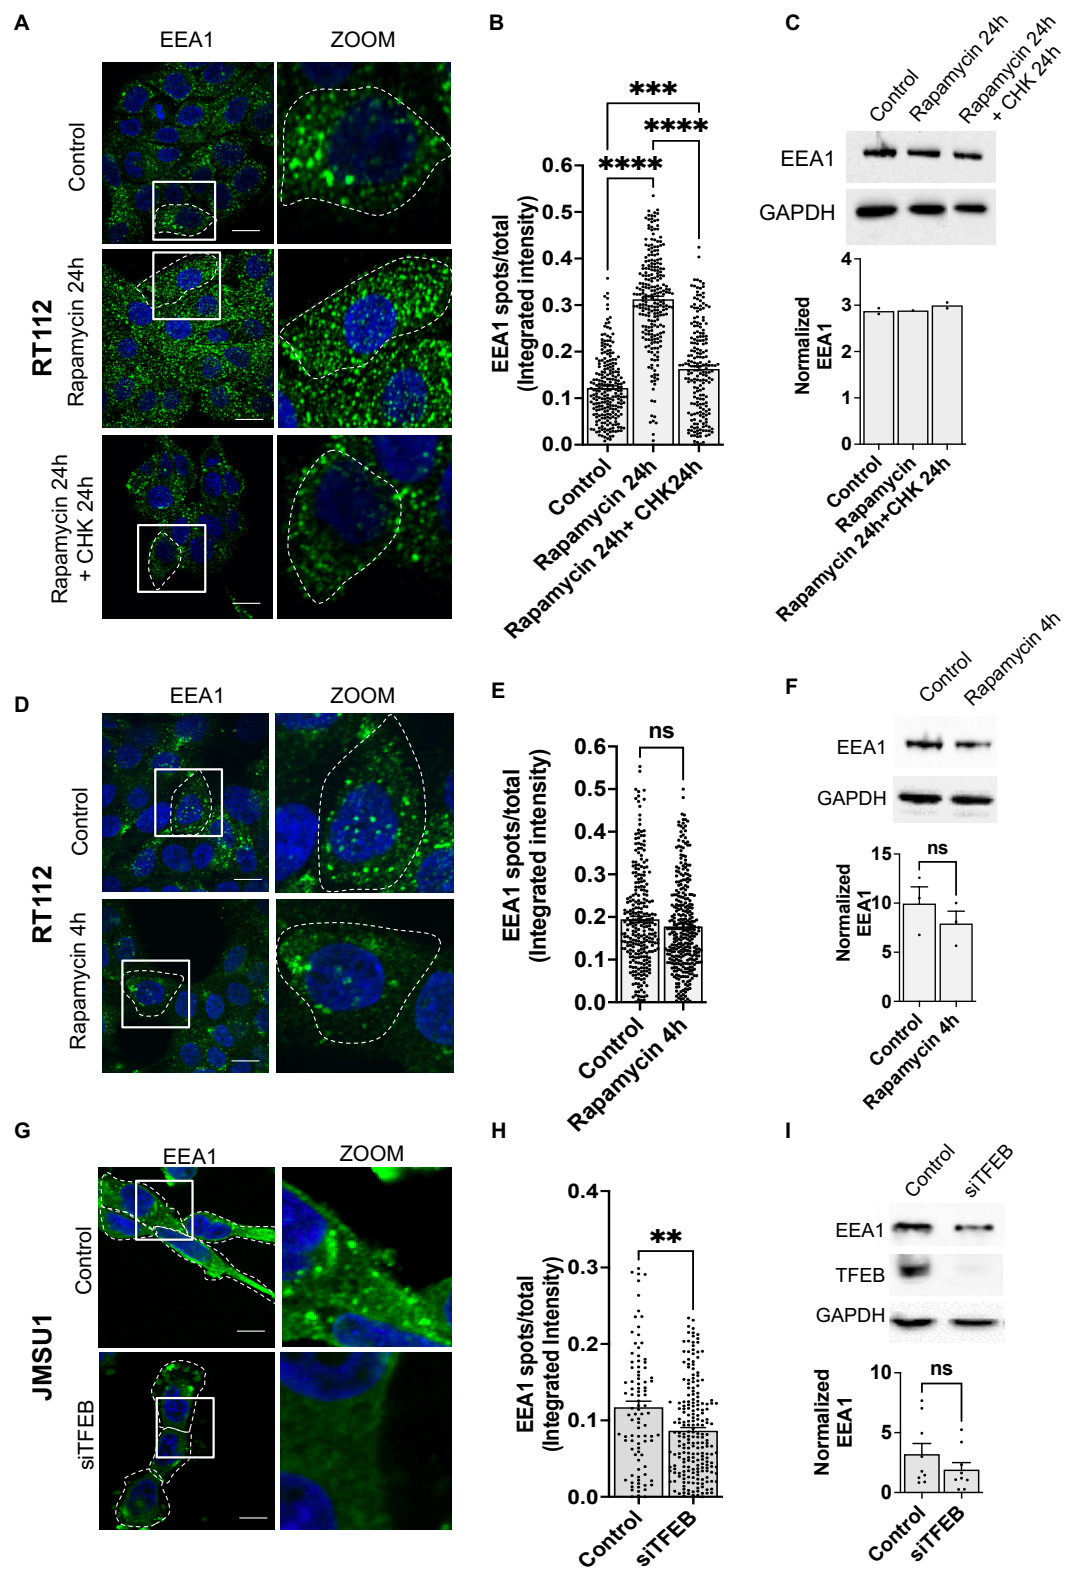 A
EEA1
ZOOM
RT112
Control
Rapamycin 24h
Rapamycin 24h
+ CHK 24h
B
***
****
****
EEA1 spots/total
(Integrated intensity)
0.6
0.5
0.4
0.3
0.2
0.1
0.0
Control
Rapamycin 24h
Rapamycin 24h+ CHK24h
C
Control
Rapamycin 24h
Rapamycin 24h
+ CHK 24h
EEA1
GAPDH
Normalized
EEA1
4
3
2
1
0
Control
Rapamycin
Rapamycin 24h+CHK 24h
D
EEA1
ZOOM
RT112
Control
Rapamycin 4h
E
ns
EEA1 spots/total
(Integrated intensity)
0.6
0.5
0.4
0.3
0.2
0.1
0.0
Control
Rapamycin 4h
F
Control
Rapamycin 4h
EEA1
GAPDH
ns
Normalized
EEA1
15
10
5
0
Control
Rapamycin 4h
G
EEA1
ZOOM
JMSU1
Control
siTFEB
H
**
EEA1 spots/total
(Integrated Intensity)
0.4
0.3
0.2
0.1
0.0
Control
siTFEB
I
Control
siTFEB
EEA1
TFEB
GAPDH
ns
Normalized
EEA1
10
5
0
Control
siTFEB